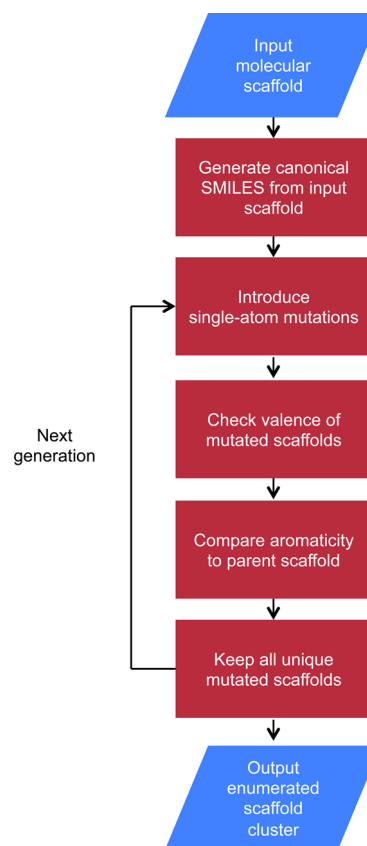 Input
molecular
scaffold
Generate canonical
SMILES from input
scaffold
Introduce
single-atom mutations
Check valence of
mutated scaffolds
Next
generation
Compare aromaticity
to parent scaffold
Keep all unique
mutated scaffolds
Output
enumerated
scaffold
cluster